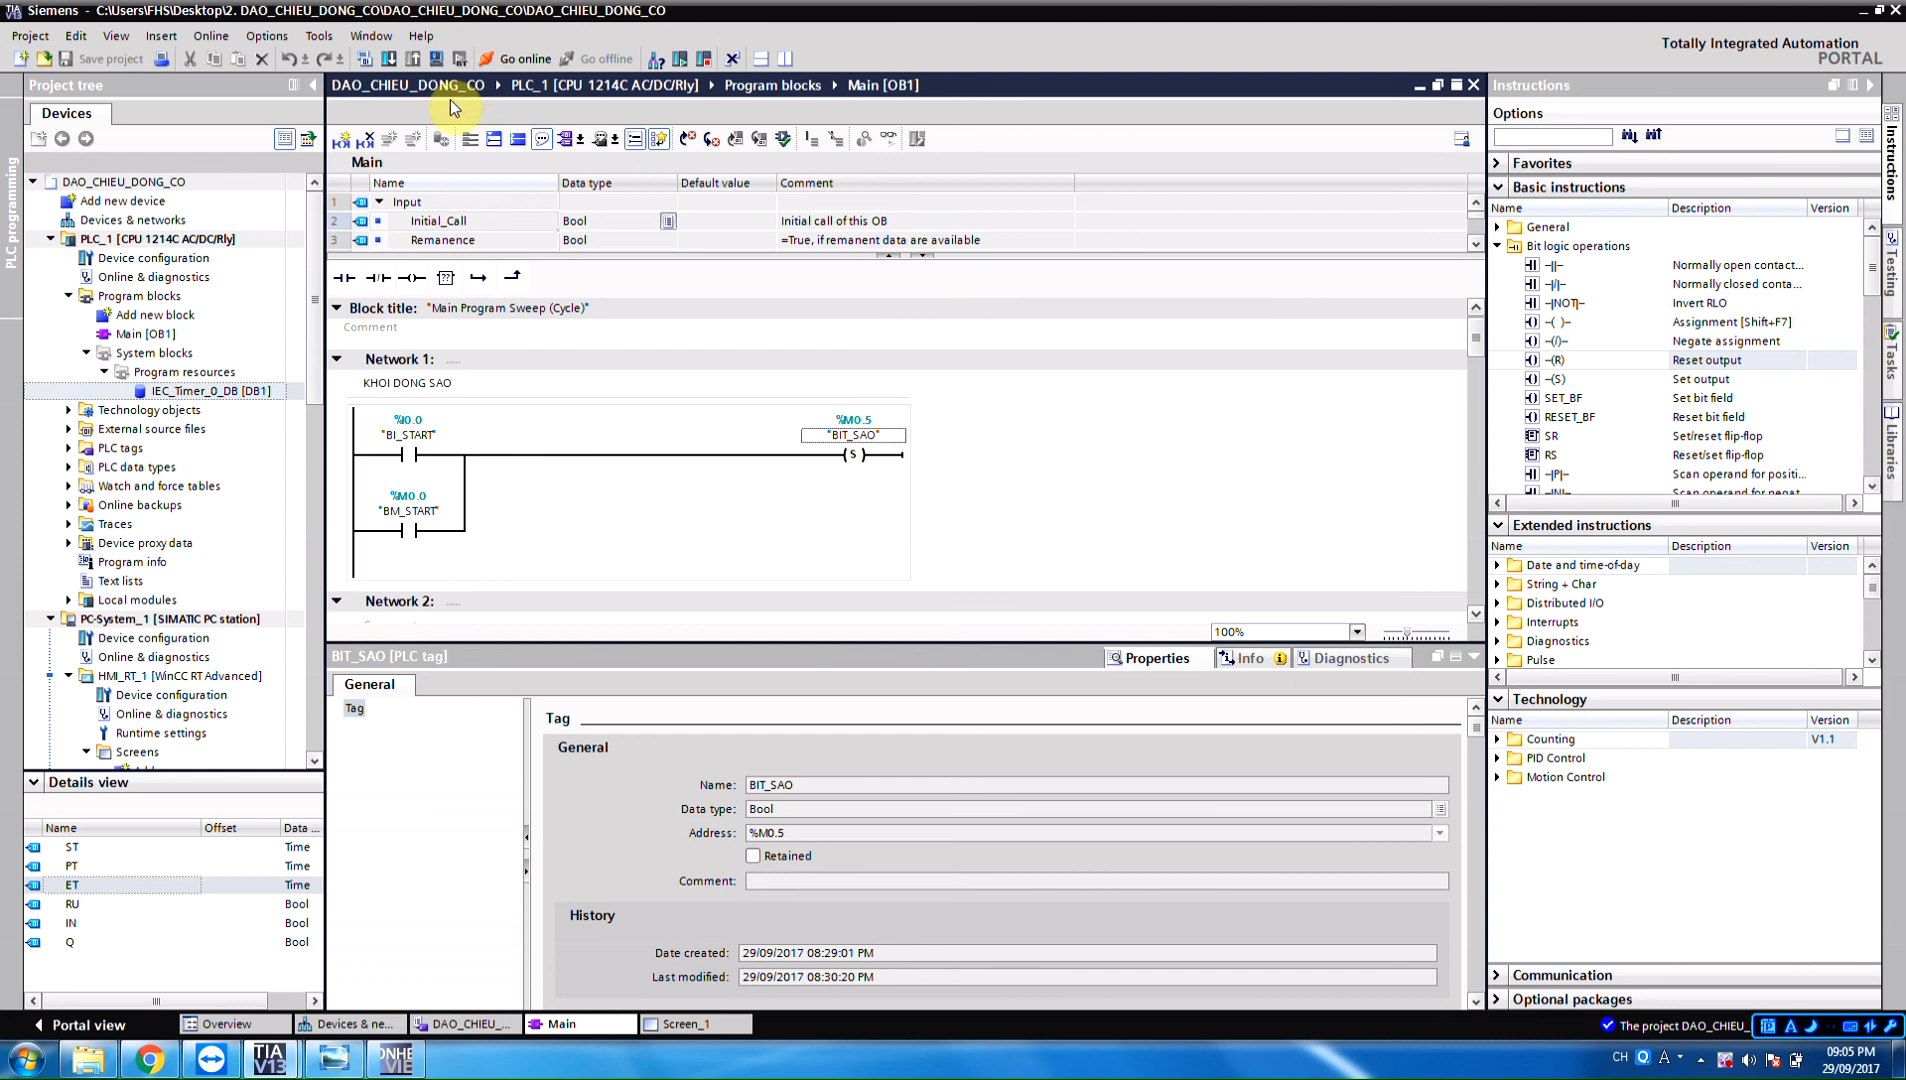 Siemens - C:\Users\FHS\Desktop\2. DAO_CHIEU_DONG_CO\DAO_CHIEU_DONG_CO\DAO_CHIEU_DONG_CO
TIA
V13
Project Edit View Insert Online Options Tools Window Help
Totally Integrated Automation
PORTAL
Save project
Go online
Go offline
Project tree
Devices
PLC programming
DAO_CHIEU_DONG_CO
Add new device
Devices & networks
PLC_1 [CPU 1214C AC/DC/Rly]
Device configuration
Online & diagnostics
Program blocks
Add new block
Main [OB1]
System blocks
Program resources
IEC_Timer_0_DB [DB1]
Technology objects
External source files
PLC tags
PLC data types
Watch and force tables
Online backups
Traces
Device proxy data
Program info
Text lists
Local modules
PC-System_1 [SIMATIC PC station]
Device configuration
Online & diagnostics
HMI_RT_1 [WinCC RT Advanced]
Device configuration
Online & diagnostics
Runtime settings
Screens
Details view
Name Offset Data ...
ST Time
PT Time
ET Time
RU Bool
IN Bool
Q Bool
DAO_CHIEU_DONG_CO PLC_1 [CPU 1214C AC/DC/Rly] Program blocks Main [OB1]
Main
Name Data type Default value Comment
1 Input
2 Initial_Call Bool Initial call of this OB
3 Remanence Bool =True, if remanent data are available
Block title: "Main Program Sweep (Cycle)"
Comment
Network 1: .....
KHOI DONG SAO
%I0.0
"BI_START"
%M0.5
"BIT_SAO"
S
%M0.0
"BM_START"
Network 2: .....
100%
BIT_SAO [PLC tag]
Properties Info Diagnostics
General
Tag
Tag
General
Name: BIT_SAO
Data type: Bool
Address: %M0.5
Retained
Comment:
History
Date created: 29/09/2017 08:29:01 PM
Last modified: 29/09/2017 08:30:20 PM
Instructions
Options
Favorites
Basic instructions
Name Description Version
General
Bit logic operations
-||- Normally open contact...
-|/|- Normally closed conta...
-|NOT|- Invert RLO
-( )- Assignment [Shift+F7]
-(/)- Negate assignment
-(R) Reset output
-(S) Set output
SET_BF Set bit field
RESET_BF Reset bit field
SR Set/reset flip-flop
RS Reset/set flip-flop
-|P|- Scan operand for positi...
-|N|- Scan operand for negat...
Extended instructions
Name Description Version
Date and time-of-day
String + Char
Distributed I/O
Interrupts
Diagnostics
Pulse
Technology
Name Description Version
Counting V1.1
PID Control
Motion Control
Communication
Optional packages
Instructions
Testing
Tasks
Libraries
Portal view
Overview
Devices & ne...
DAO_CHIEU_...
Main
Screen_1
The project DAO_CHIEU_
TIA
V13
CH
A
09:05 PM
29/09/2017